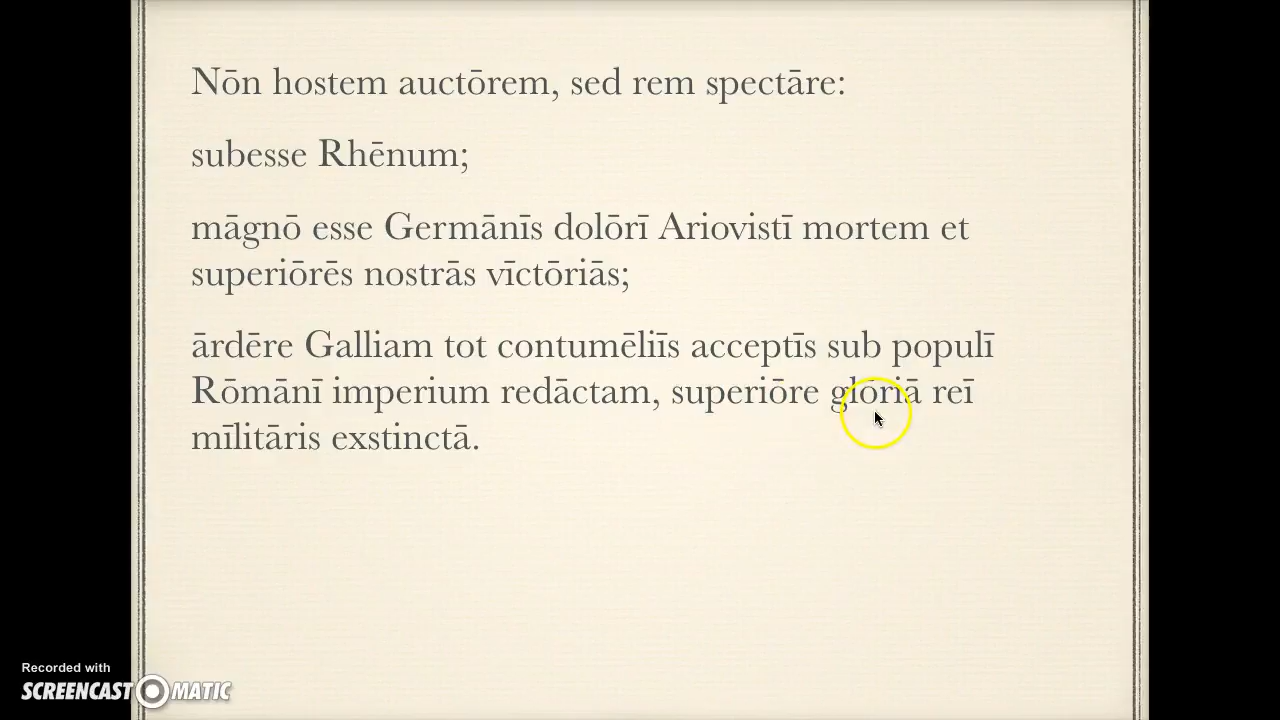 Nōn hostem auctōrem, sed rem spectāre:
subesse Rhēnum;
māgnō esse Germānīs dolōrī Ariovistī mortem et
superiōrēs nostrās vīctōriās;
ārdēre Galliam tot contumēliīs acceptīs sub populī
Rōmānī imperium redāctam, superiōre glōriā reī
mīlitāris exstinctā.
Recorded with
SCREENCAST O MATIC